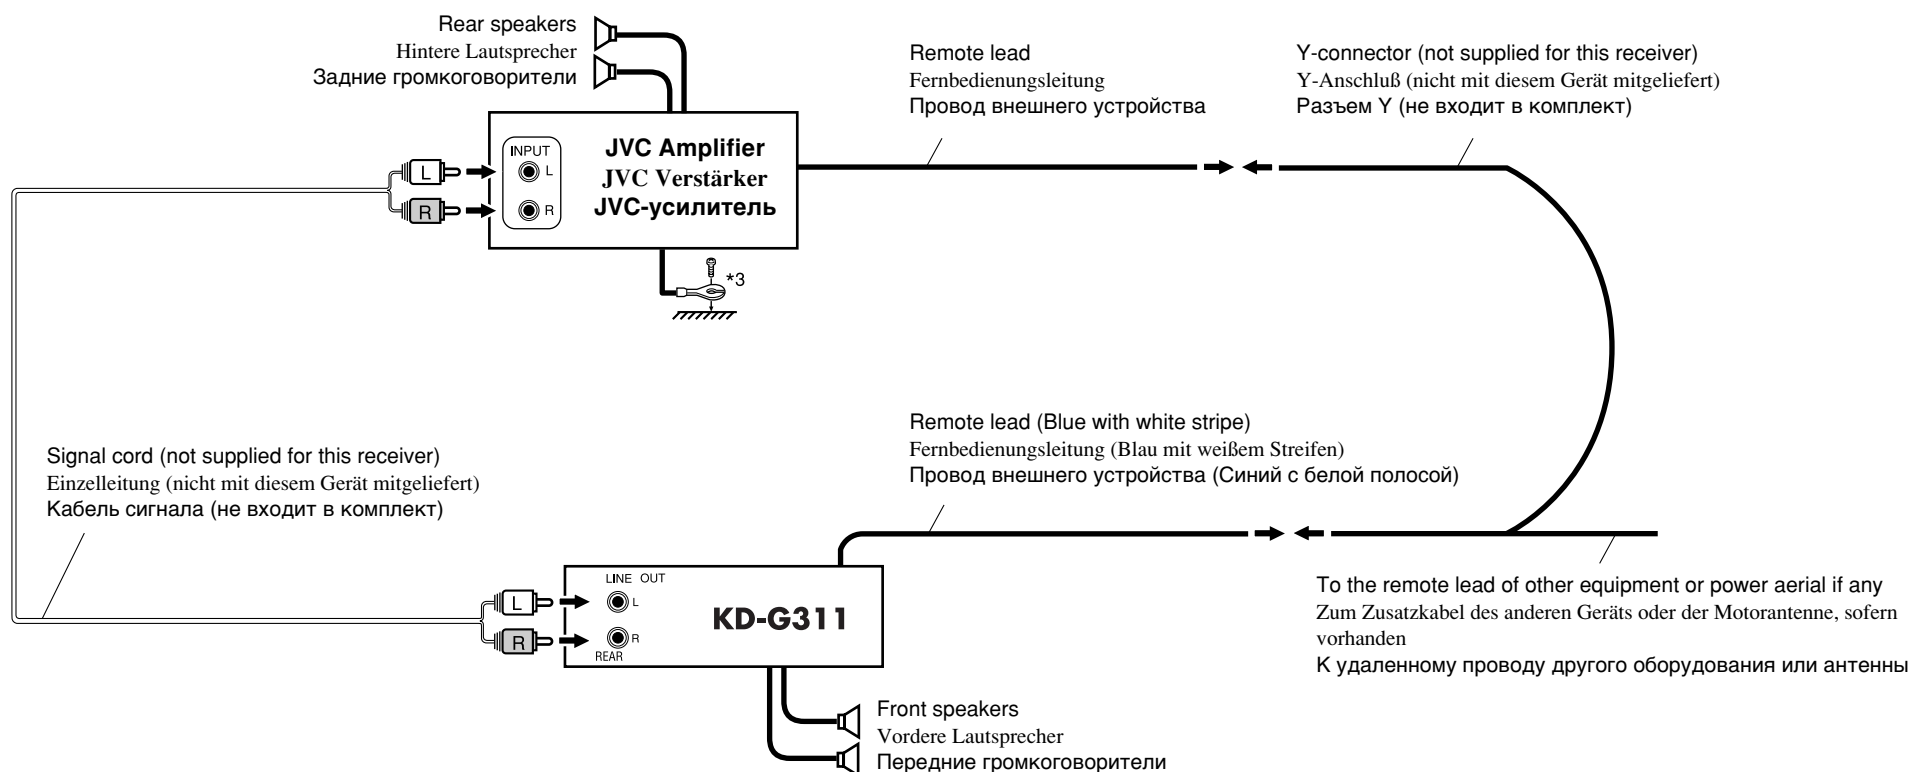 Rear speakers
Hintere Lautsprecher
Задние громкоговорители
Remote lead
Fernbedienungsleitung
Провод внешнего устройства
Y-connector (not supplied for this receiver)
Y-Anschluß (nicht mit diesem Gerät mitgeliefert)
Разъем Y (не входит в комплект)
INPUT
L
R
L
R
JVC Amplifier
JVC Verstärker
JVC-усилитель
*3
Signal cord (not supplied for this receiver)
Einzelleitung (nicht mit diesem Gerät mitgeliefert)
Кабель сигнала (не входит в комплект)
Remote lead (Blue with white stripe)
Fernbedienungsleitung (Blau mit weißem Streifen)
Провод внешнего устройства (Синий с белой полосой)
L
R
LINE OUT
L
R
REAR
KD-G311
To the remote lead of other equipment or power aerial if any
Zum Zusatzkabel des anderen Geräts oder der Motorantenne, sofern
vorhanden
К удаленному проводу другого оборудования или антенны
Front speakers
Vordere Lautsprecher
Передние громкоговорители